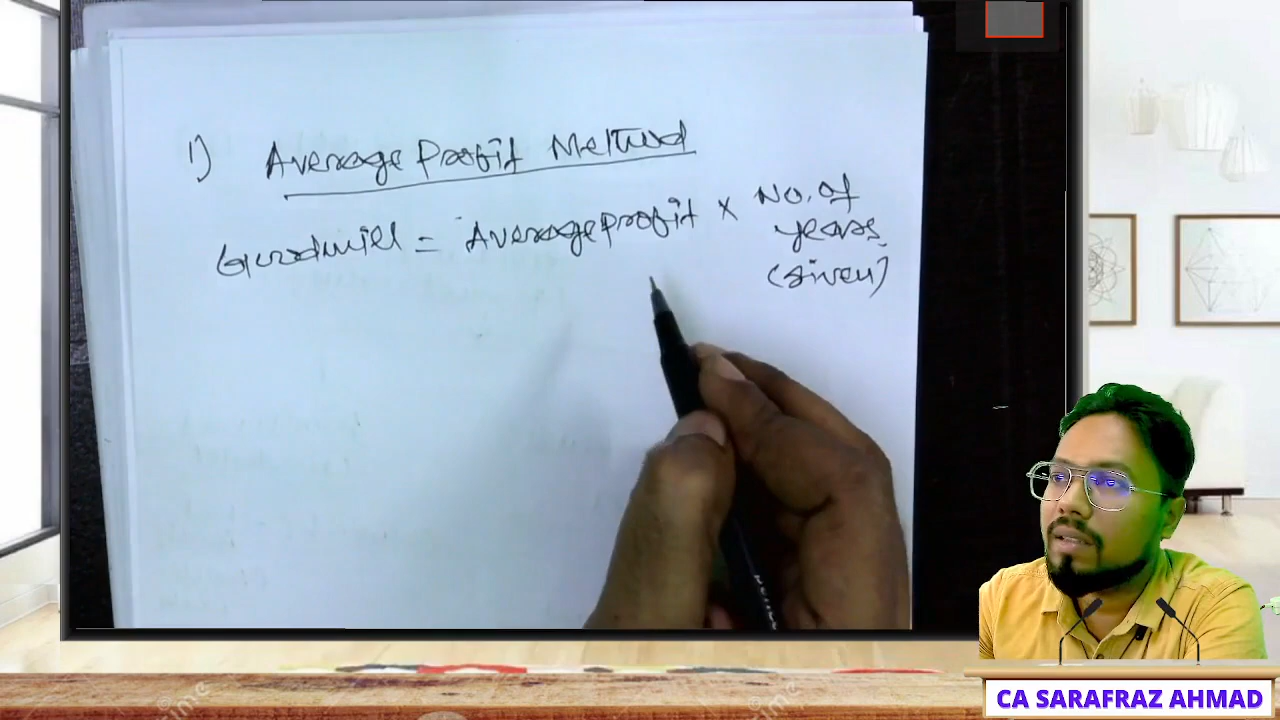 1) Average Profit Method
Goodwill = Average profit × No. of
years
(given)
CA SARAFRAZ AHMAD